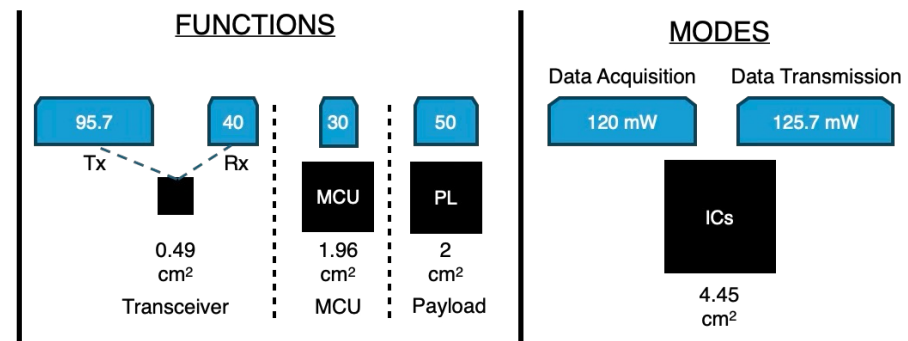 FUNCTIONS
95.7
40
30
50
Tx
Rx
MCU
PL
0.49
cm²
1.96
cm²
2
cm²
Transceiver
MCU
Payload
MODES
Data Acquisition
Data Transmission
120 mW
125.7 mW
ICs
4.45
cm²